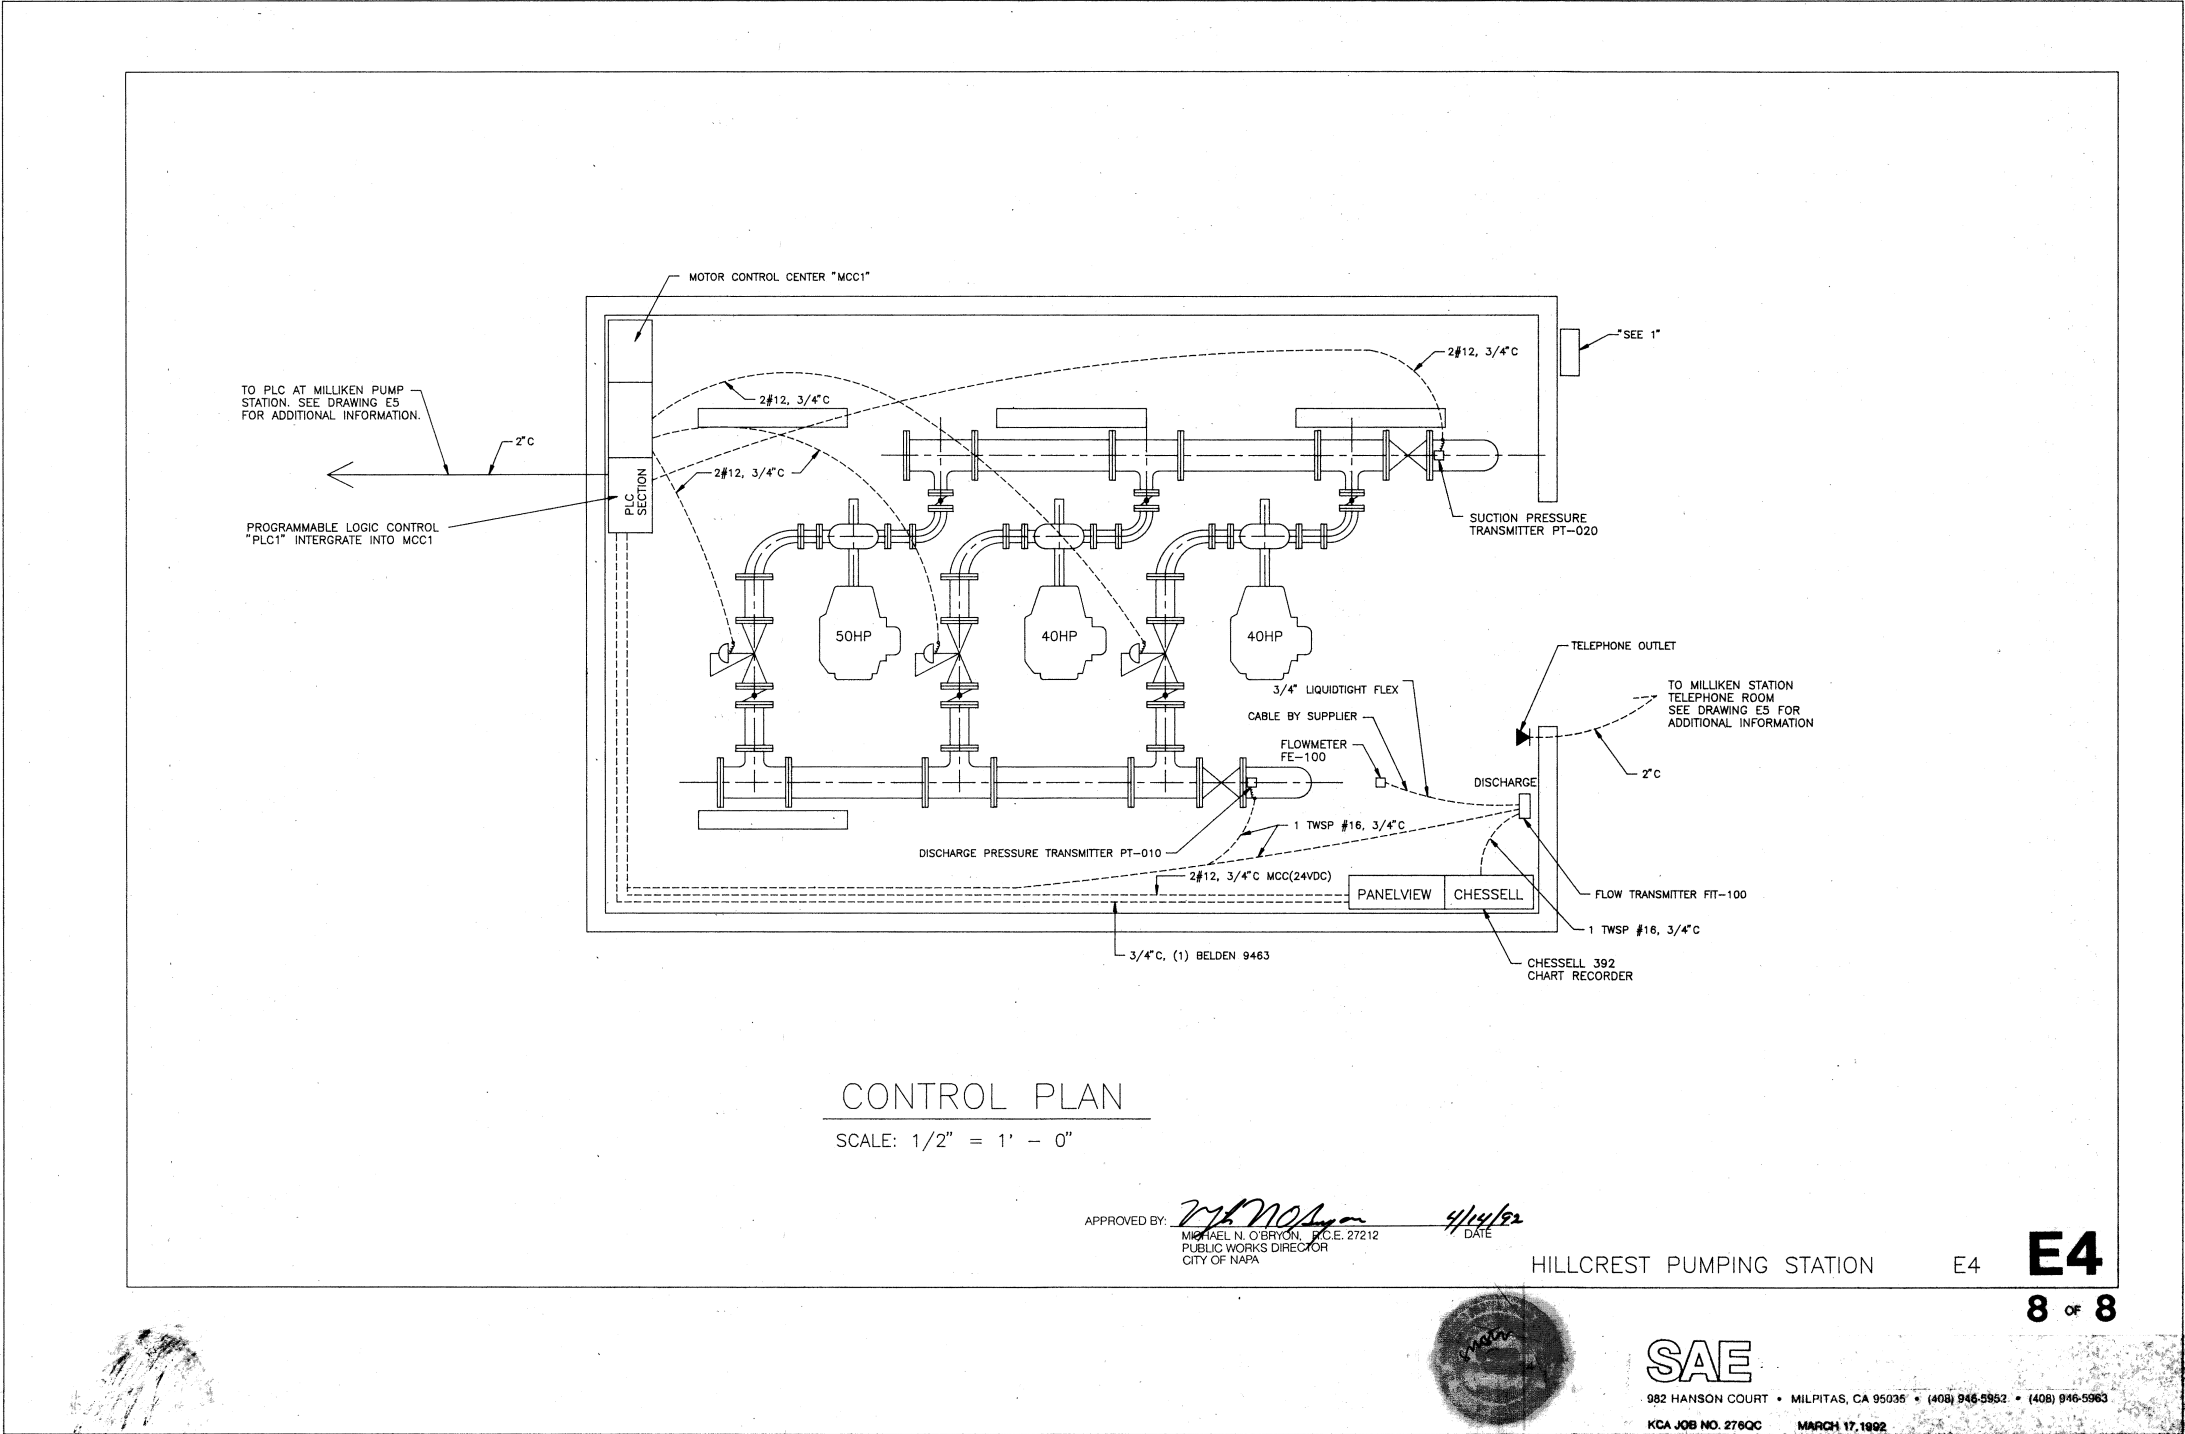 MOTOR CONTROL CENTER "MCC1"
"SEE 1"
2#12, 3/4"C
TO PLC AT MILLIKEN PUMP
STATION. SEE DRAWING E5
FOR ADDITIONAL INFORMATION.
2#12, 3/4"C
2"C
2#12, 3/4"C
PLC
SECTION
PROGRAMMABLE LOGIC CONTROL
"PLC1" INTERGRATE INTO MCC1
SUCTION PRESSURE
TRANSMITTER PT-020
50HP
40HP
40HP
TELEPHONE OUTLET
3/4" LIQUIDTIGHT FLEX
TO MILLIKEN STATION
TELEPHONE ROOM
SEE DRAWING E5 FOR
ADDITIONAL INFORMATION
CABLE BY SUPPLIER
FLOWMETER
FE-100
2"C
DISCHARGE
1 TWSP #16, 3/4"C
DISCHARGE PRESSURE TRANSMITTER PT-010
2#12, 3/4"C MCC(24VDC)
PANELVIEW
CHESSELL
FLOW TRANSMITTER FIT-100
1 TWSP #16, 3/4"C
3/4"C, (1) BELDEN 9463
CHESSELL 392
CHART RECORDER
CONTROL PLAN
SCALE: 1/2" = 1' - 0"
APPROVED BY:
4/14/92
MICHAEL N. O'BRYON, R.C.E. 27212
DATE
PUBLIC WORKS DIRECTOR
CITY OF NAPA
HILLCREST PUMPING STATION E4
E4
8 OF 8
SAE
982 HANSON COURT • MILPITAS, CA 95035 • (408) 946-5952 • (408) 946-5963
KCA JOB NO. 276QC MARCH 17, 1992